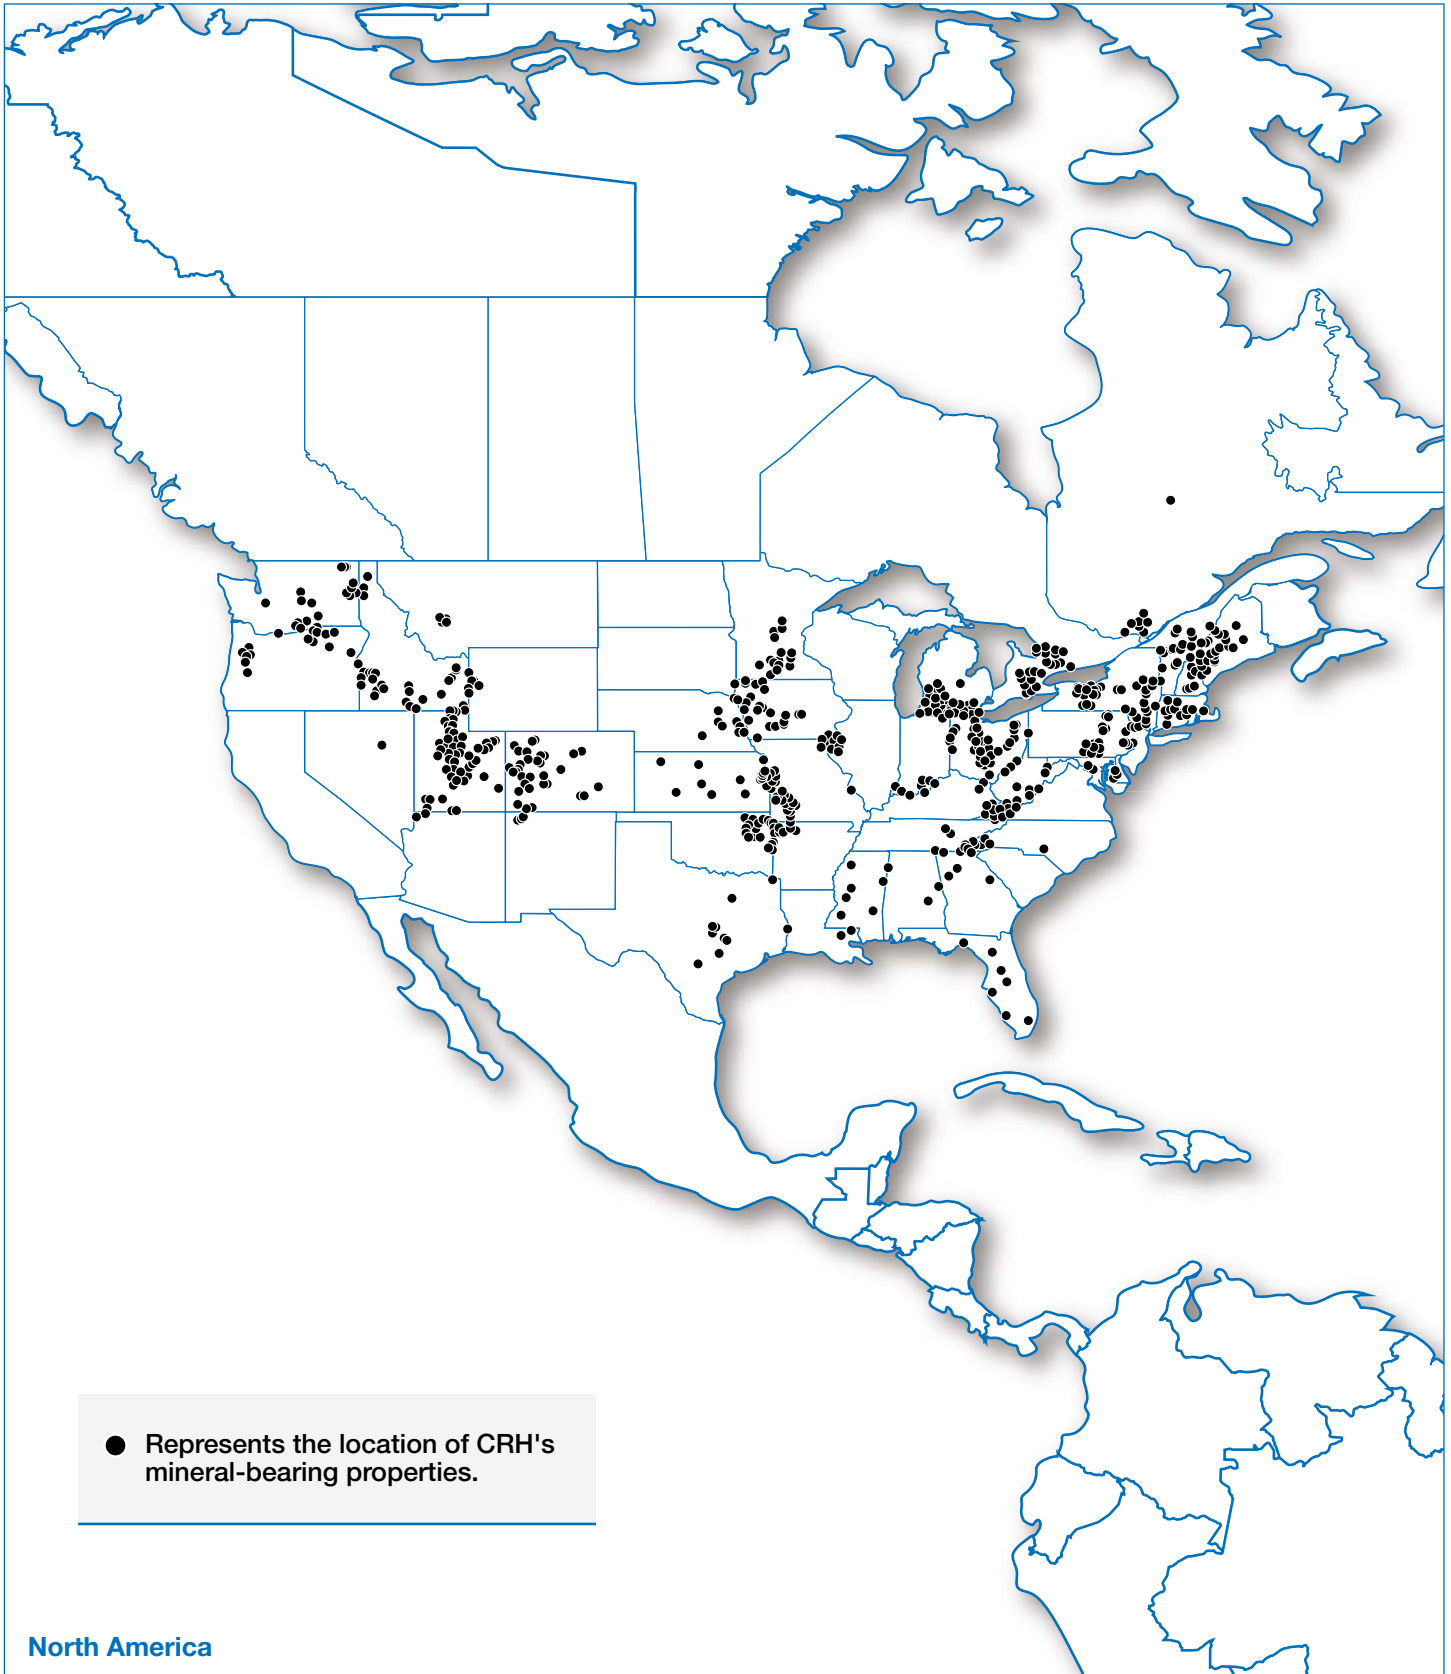 Represents the location of CRH's
mineral-bearing properties.
North America